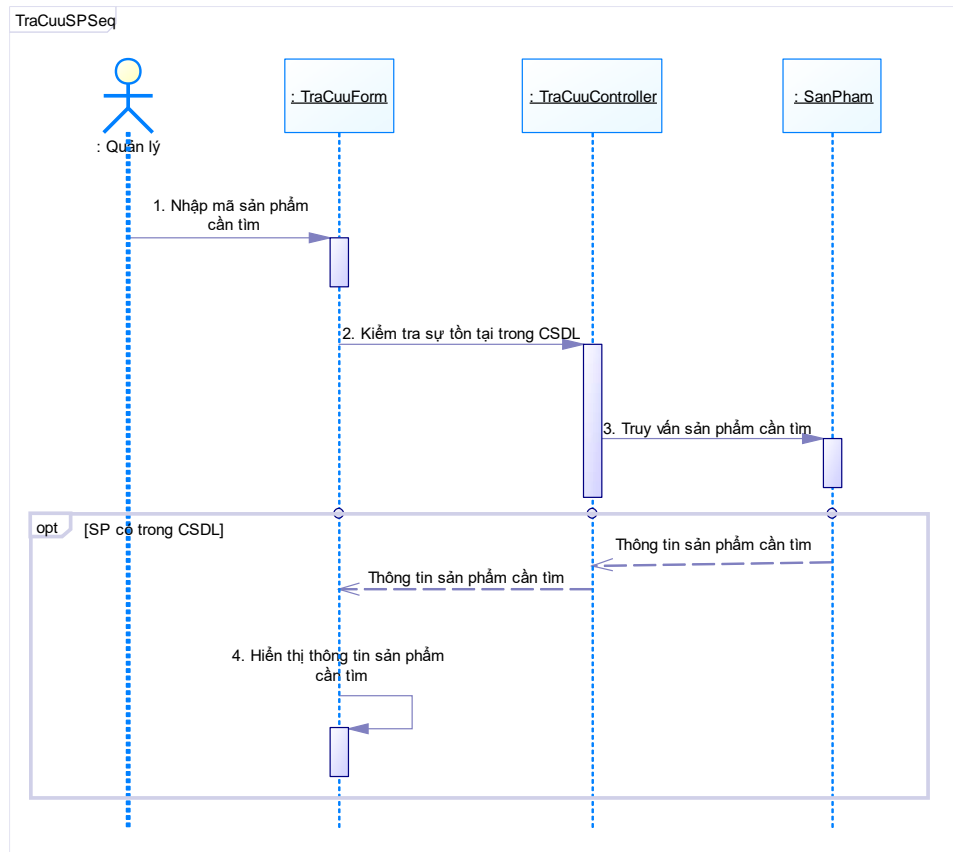 TraCuuSPSeq
: Quản lý
: TraCuuForm
: TraCuuController
: SanPham
1. Nhập mã sản phẩm
cần tìm
2. Kiểm tra sự tồn tại trong CSDL
3. Truy vấn sản phẩm cần tìm
opt
[SP có trong CSDL]
Thông tin sản phẩm cần tìm
Thông tin sản phẩm cần tìm
4. Hiển thị thông tin sản phẩm
cần tìm